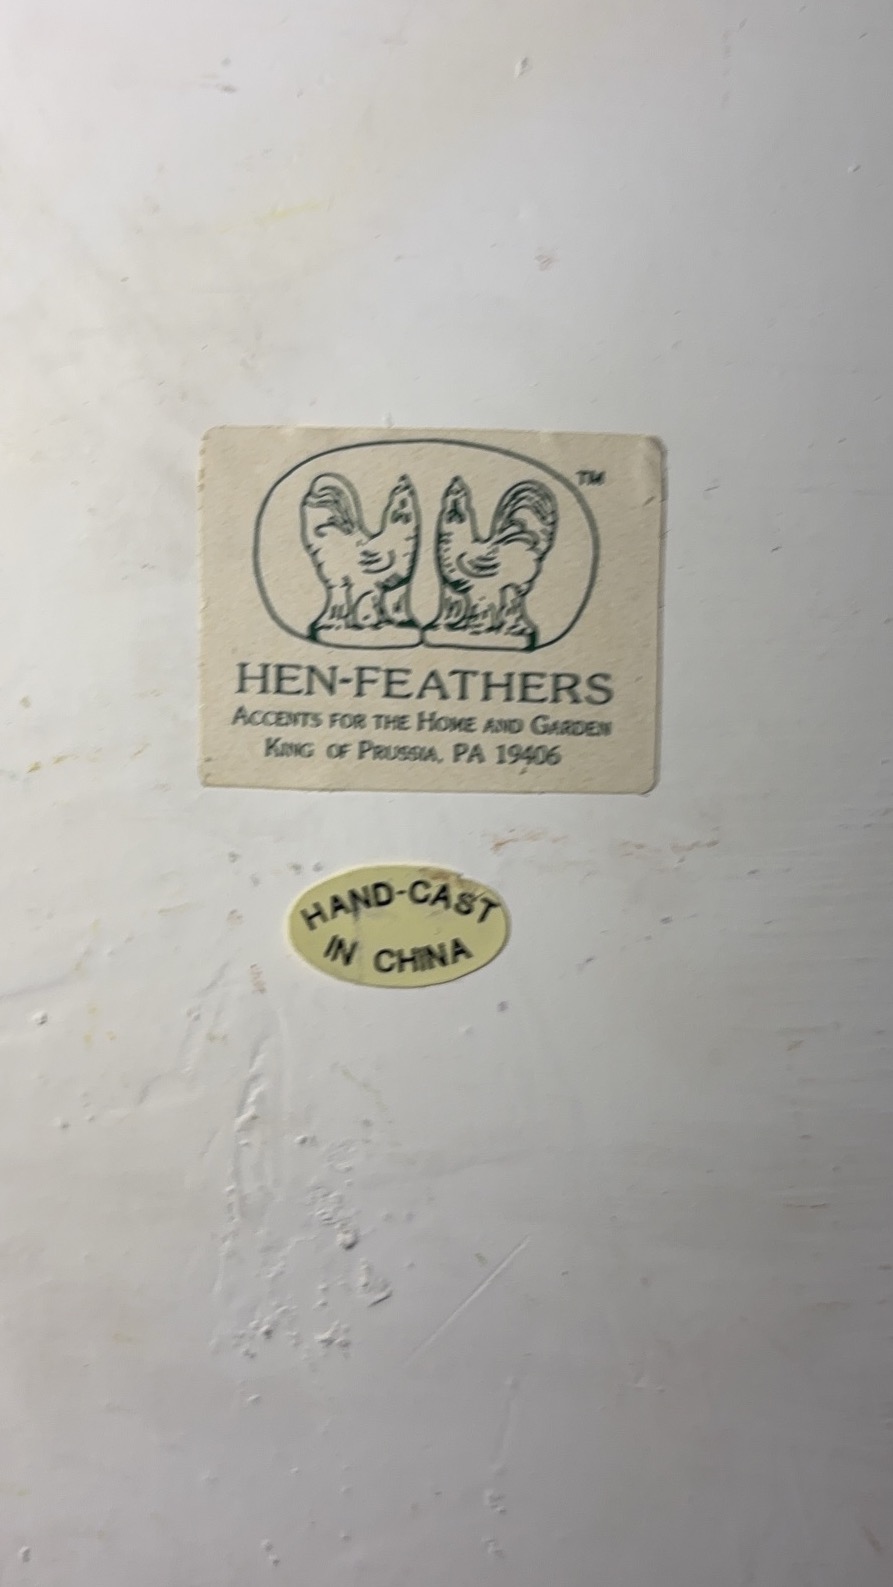 TM
HEN-FEATHERS
ACCENTS FOR THE HOME AND GARDEN
KING OF PRUSSIA, PA 19406
HAND-CAST
IN CHINA